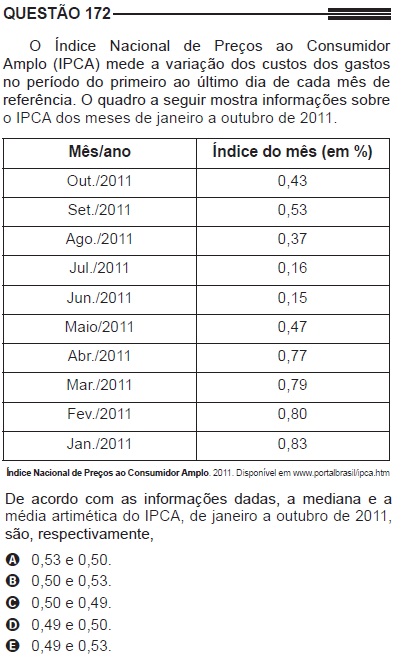 QUESTÃO 172
O Índice Nacional de Preços ao Consumidor
Amplo (IPCA) mede a variação dos custos dos gastos
no período do primeiro ao último dia de cada mês de
referência. O quadro a seguir mostra informações sobre
o IPCA dos meses de janeiro a outubro de 2011.
Mês/ano Índice do mês (em %)
Out./2011 0,43
Set./2011 0,53
Ago./2011 0,37
Jul./2011 0,16
Jun./2011 0,15
Maio/2011 0,47
Abr./2011 0,77
Mar./2011 0,79
Fev./2011 0,80
Jan./2011 0,83
Índice Nacional de Preços ao Consumidor Amplo. 2011. Disponível em www.portalbrasil/ipca.htm
De acordo com as informações dadas, a mediana e a
média artimética do IPCA, de janeiro a outubro de 2011,
são, respectivamente,
A 0,53 e 0,50.
B 0,50 e 0,53.
C 0,50 e 0,49.
D 0,49 e 0,50.
E 0,49 e 0,53.